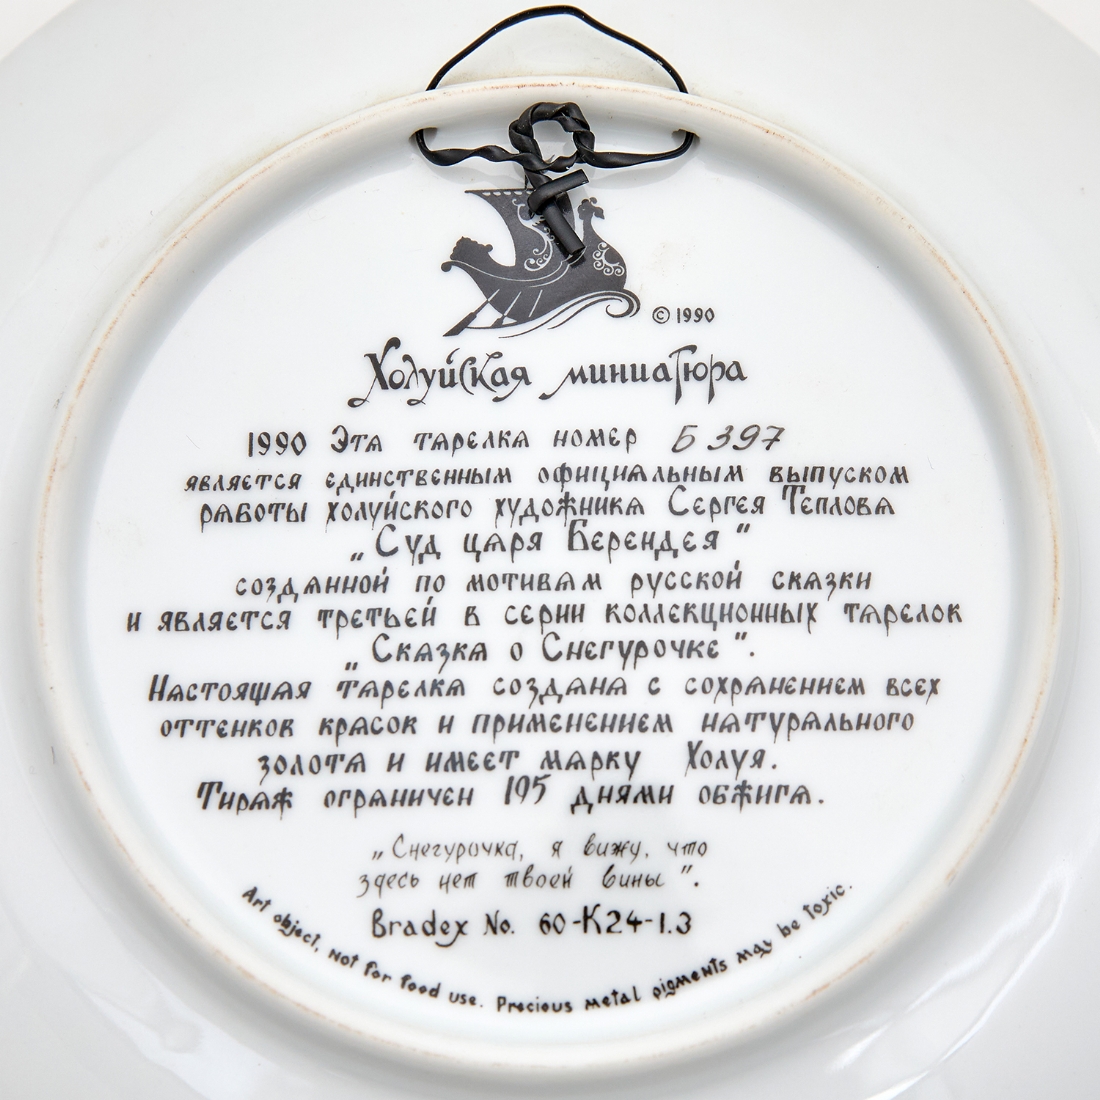 © 1990
Холуйская миниатюра
1990 Эта тарелка номер Б 397
является единственным официальным выпуском
работы холуйского художника Сергея Теплова
„Суд царя Берендея"
созданной по мотивам русской сказки
и является третьей в серии коллекционных тарелок
„Сказка о Снегурочке".
Настоящая тарелка создана с сохранением всех
оттенков красок и применением натурального
золота и имеет марку Холуя.
Тираж ограничен 195 днями обжига.
„Снегурочка, я вижу, что
здесь нет твоей вины".
Bradex No. 60-K24-1.3
Art object, not for food use. Precious metal pigments may be toxic.